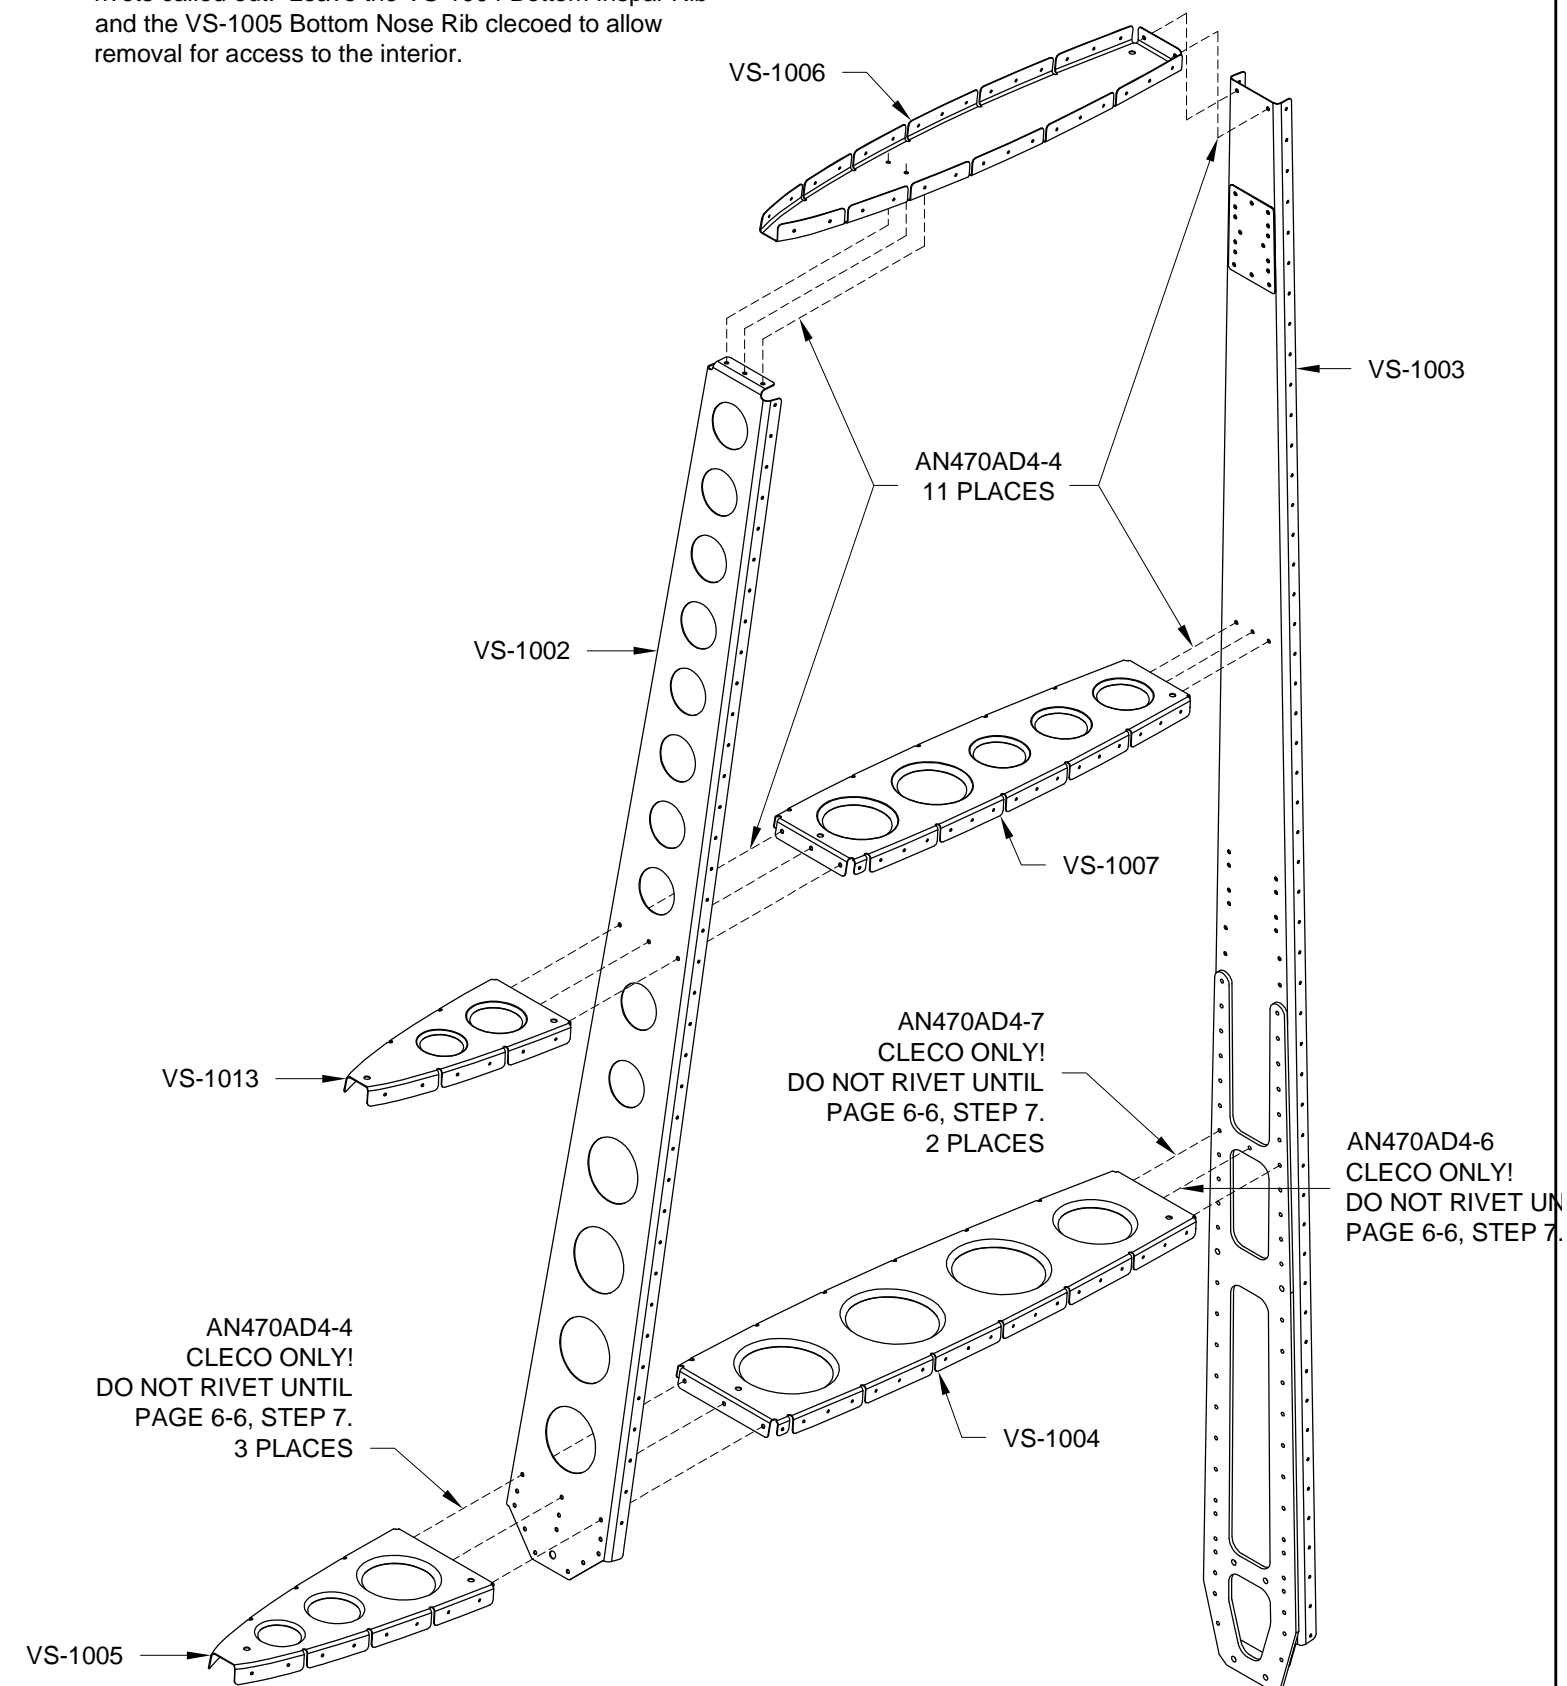 and the VS-1005 Bottom Nose Rib clecoed to allow
removal for access to the interior.
VS-1006
VS-1003
AN470AD4-4
11 PLACES
VS-1002
VS-1007
AN470AD4-7
CLECO ONLY!
DO NOT RIVET UNTIL
PAGE 6-6, STEP 7.
2 PLACES
VS-1013
AN470AD4-6
CLECO ONLY!
DO NOT RIVET
PAGE 6-6, STEP 7.
AN470AD4-4
CLECO ONLY!
DO NOT RIVET UNTIL
PAGE 6-6, STEP 7.
3 PLACES
VS-1004
VS-1005